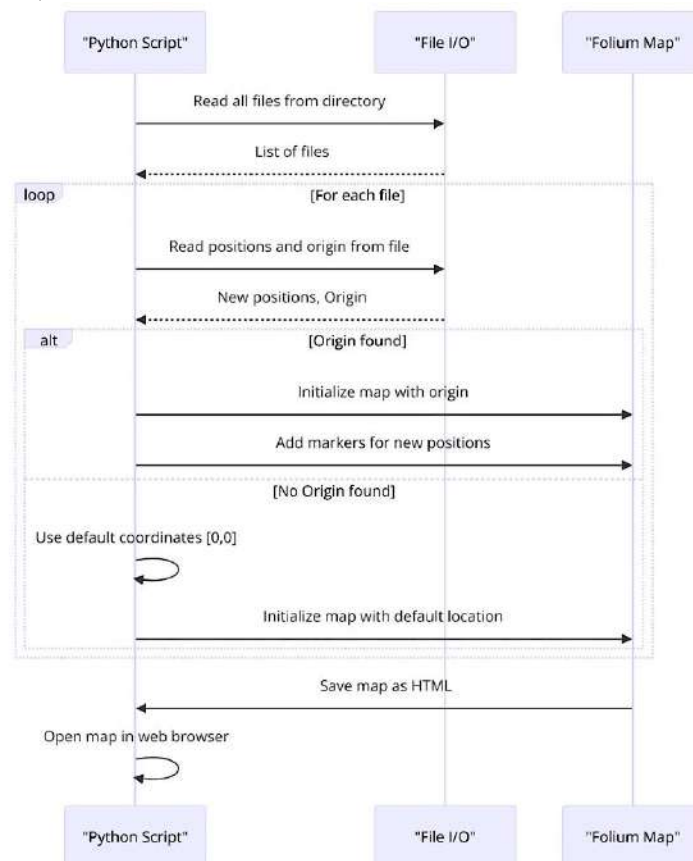 "Python Script" "File I/O" "Folium Map"
Read all files from directory
List of files
loop [For each file]
Read positions and origin from file
New positions, Origin
alt [Origin found]
Initialize map with origin
Add markers for new positions
[No Origin found]
Use default coordinates [0,0]
Initialize map with default location
Save map as HTML
Open map in web browser
"Python Script" "File I/O" "Folium Map"